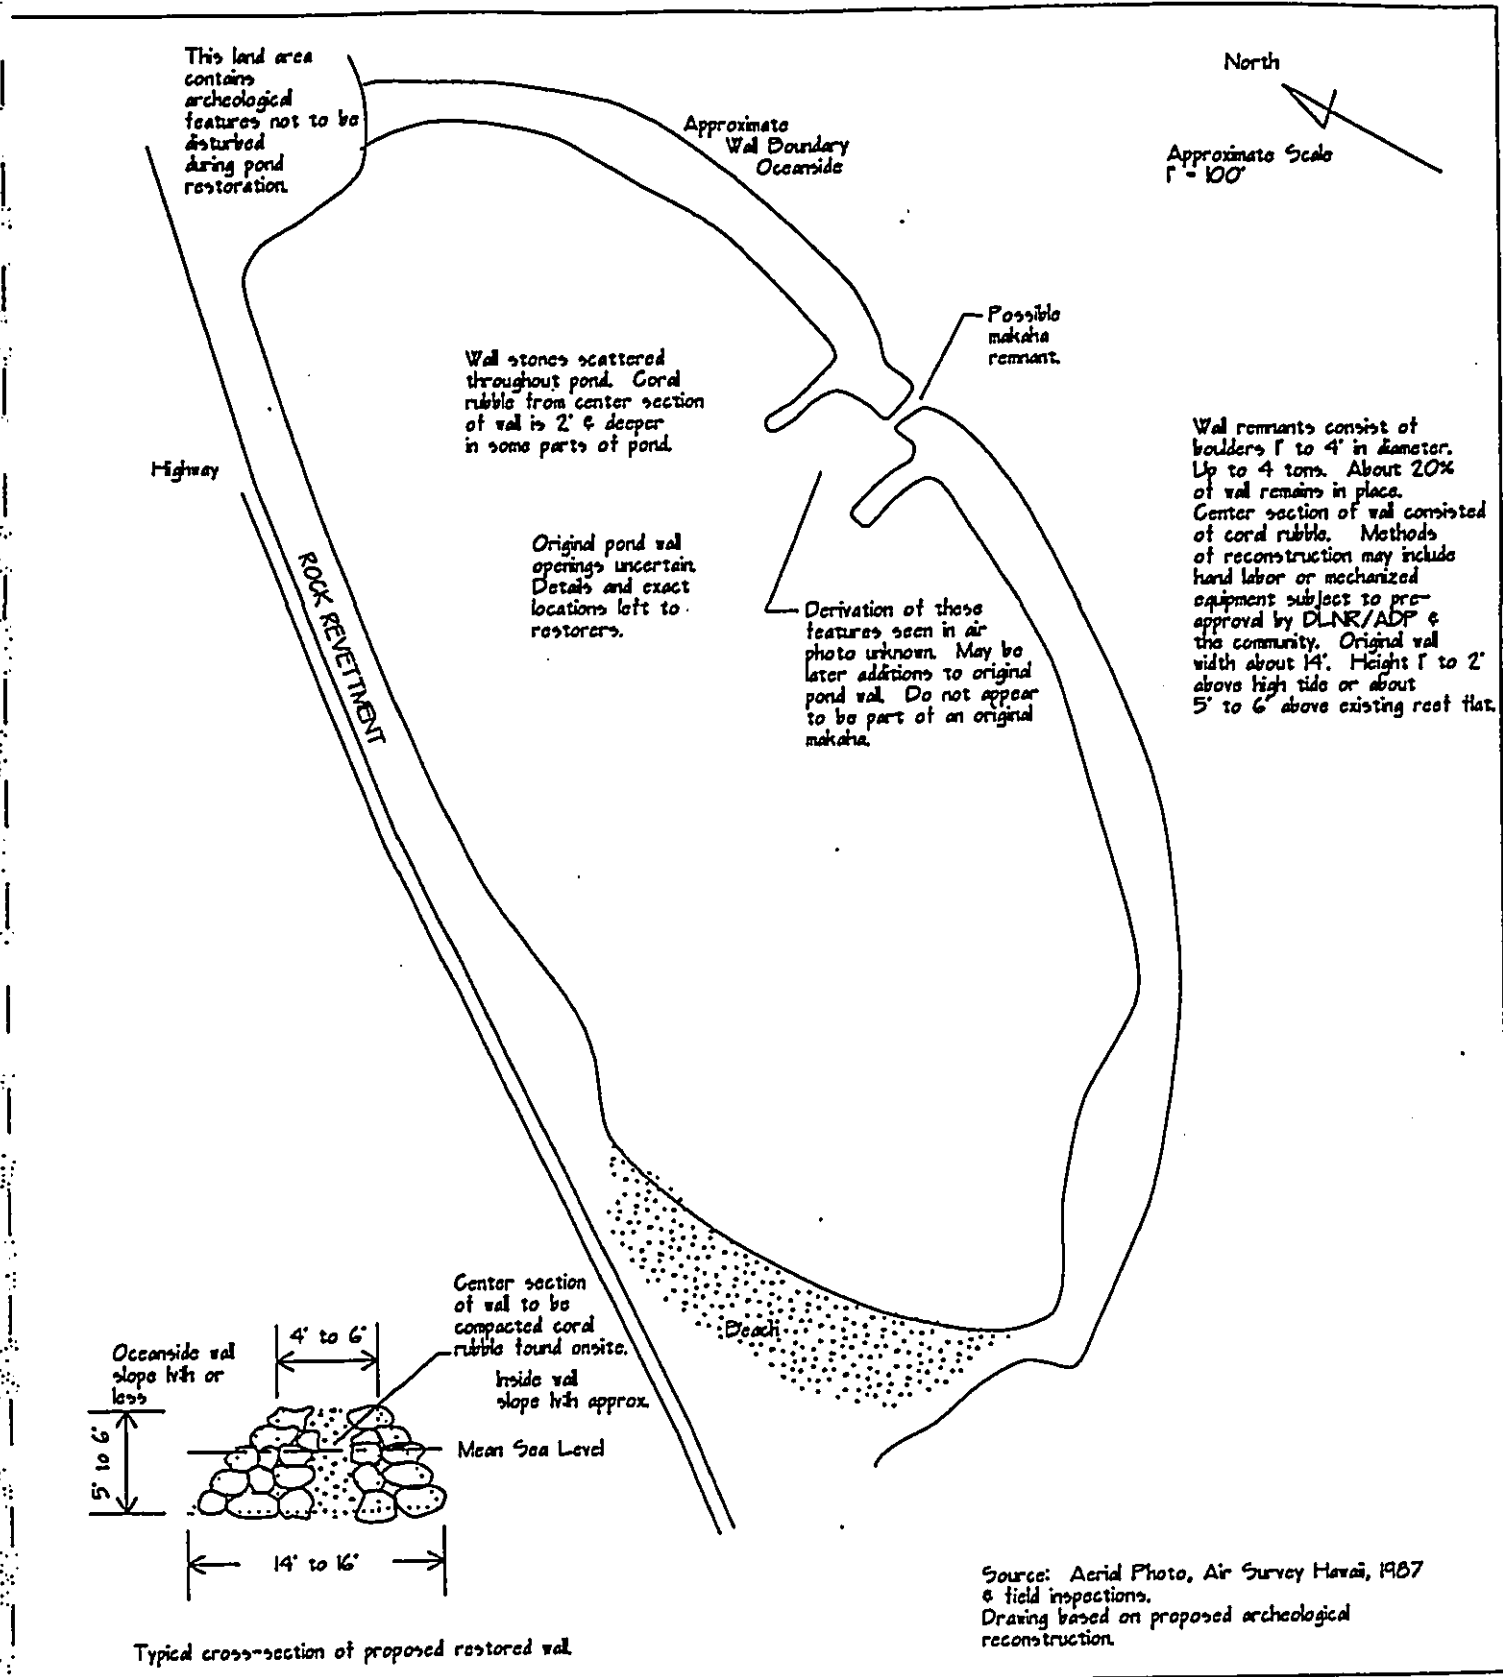 This land area
contains
archeological
features not to be
disturbed
during pond
restoration.
North
Approximate
Wall Boundary
Oceanside
Approximate Scale
1" = 100'
Possible
makaha
remnant.
Wall stones scattered
throughout pond. Coral
rubble from center section
of wall is 2' & deeper
in some parts of pond.
Highway
Wall remnants consist of
boulders 1' to 4' in diameter.
Up to 4 tons. About 20%
of wall remains in place.
Center section of wall consisted
of coral rubble. Methods
of reconstruction may include
hand labor or mechanized
equipment subject to pre-
approval by DLNR/ADP &
the community. Original wall
width about 14'. Height 1' to 2'
above high tide or about
5' to 6' above existing reef flat.
Original pond wall
openings uncertain.
Details and exact
locations left to
restorers.
ROCK REVETTMENT
Derivation of these
features seen in air
photo unknown. May be
later additions to original
pond wall. Do not appear
to be part of an original
makaha.
Center section
of wall to be
compacted coral
rubble found onsite.
Beach
4' to 6'
Oceanside wall
slope 1v:1h or
less
Inside wall
slope 1v:1h approx.
5' to 6'
Mean Sea Level
14' to 16'
Source: Aerial Photo, Air Survey Hawaii, 1987
& field inspections.
Drawing based on proposed archeological
reconstruction.
Typical cross-section of proposed restored wall.